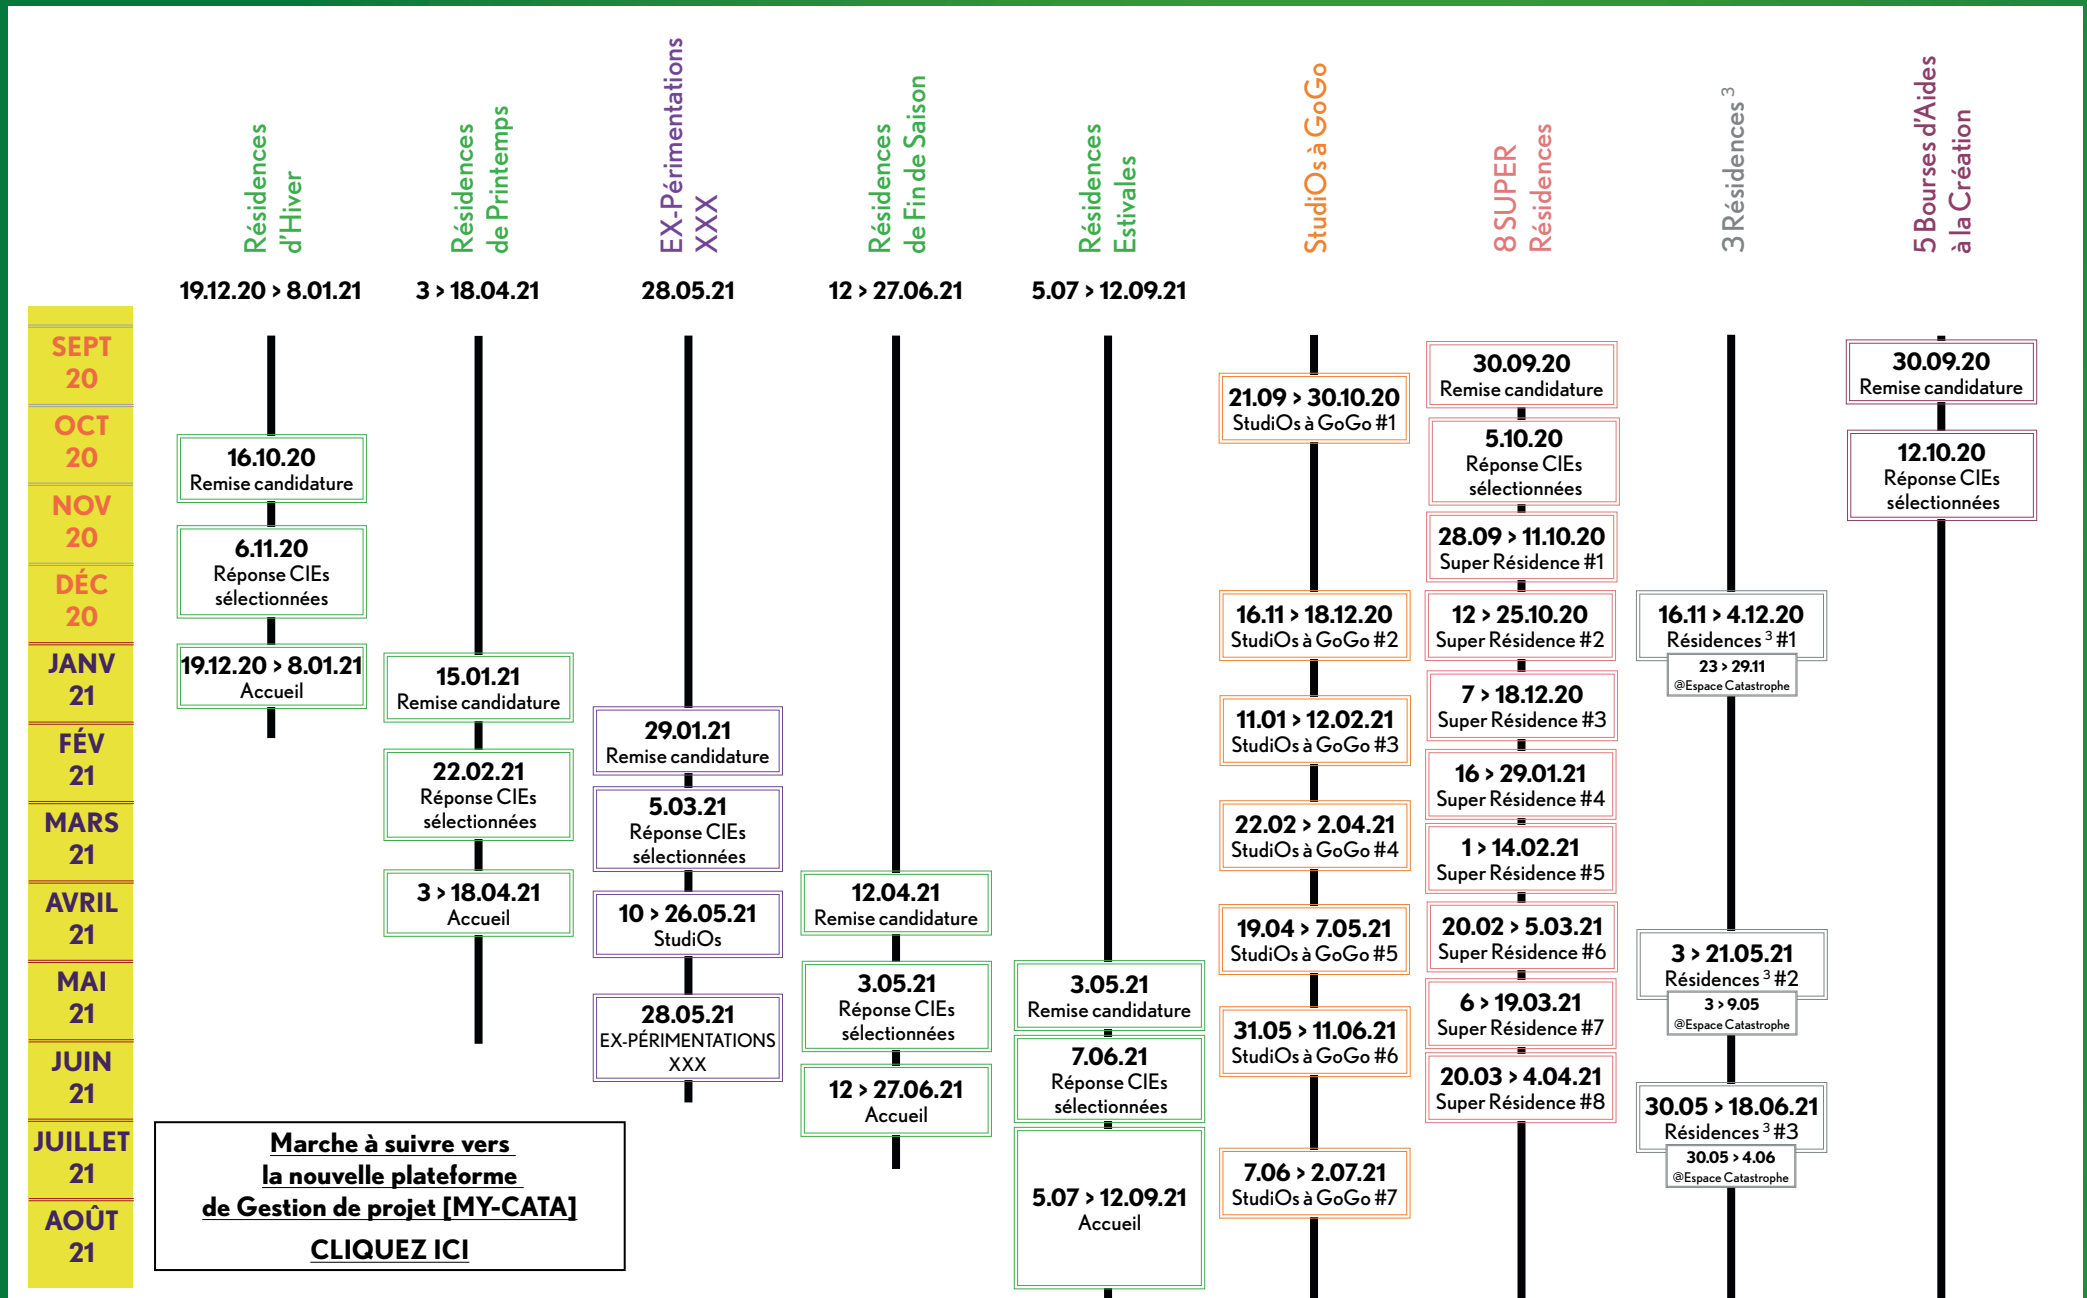 Résidences
d'Hiver
19.12.20 > 8.01.21
Résidences
de Printemps
3 > 18.04.21
EX-Périmentations
XXX
28.05.21
Résidences
de Fin de Saison
12 > 27.06.21
Résidences
Estivales
5.07 > 12.09.21
StudiOs à GoGo
8 SUPER
Résidences
3 Résidences ³
5 Bourses d'Aides
à la Création
SEPT
20
OCT
20
NOV
20
DÉC
20
JANV
21
FÉV
21
MARS
21
AVRIL
21
MAI
21
JUIN
21
JUILLET
21
AOÛT
21
16.10.20
Remise candidature
6.11.20
Réponse CIEs
sélectionnées
19.12.20 > 8.01.21
Accueil
15.01.21
Remise candidature
22.02.21
Réponse CIEs
sélectionnées
3 > 18.04.21
Accueil
29.01.21
Remise candidature
5.03.21
Réponse CIEs
sélectionnées
10 > 26.05.21
StudiOs
28.05.21
EX-PÉRIMENTATIONS
XXX
12.04.21
Remise candidature
3.05.21
Réponse CIEs
sélectionnées
12 > 27.06.21
Accueil
3.05.21
Remise candidature
7.06.21
Réponse CIEs
sélectionnées
5.07 > 12.09.21
Accueil
21.09 > 30.10.20
StudiOs à GoGo #1
16.11 > 18.12.20
StudiOs à GoGo #2
11.01 > 12.02.21
StudiOs à GoGo #3
22.02 > 2.04.21
StudiOs à GoGo #4
19.04 > 7.05.21
StudiOs à GoGo #5
31.05 > 11.06.21
StudiOs à GoGo #6
7.06 > 2.07.21
StudiOs à GoGo #7
30.09.20
Remise candidature
5.10.20
Réponse CIEs
sélectionnées
28.09 > 11.10.20
Super Résidence #1
12 > 25.10.20
Super Résidence #2
7 > 18.12.20
Super Résidence #3
16 > 29.01.21
Super Résidence #4
1 > 14.02.21
Super Résidence #5
20.02 > 5.03.21
Super Résidence #6
6 > 19.03.21
Super Résidence #7
20.03 > 4.04.21
Super Résidence #8
16.11 > 4.12.20
Résidences ³ #1
23 > 29.11
@Espace Catastrophe
3 > 21.05.21
Résidences ³ #2
3 > 9.05
@Espace Catastrophe
30.05 > 18.06.21
Résidences ³ #3
30.05 > 4.06
@Espace Catastrophe
30.09.20
Remise candidature
12.10.20
Réponse CIEs
sélectionnées
Marche à suivre vers
la nouvelle plateforme
de Gestion de projet [MY-CATA]
CLIQUEZ ICI